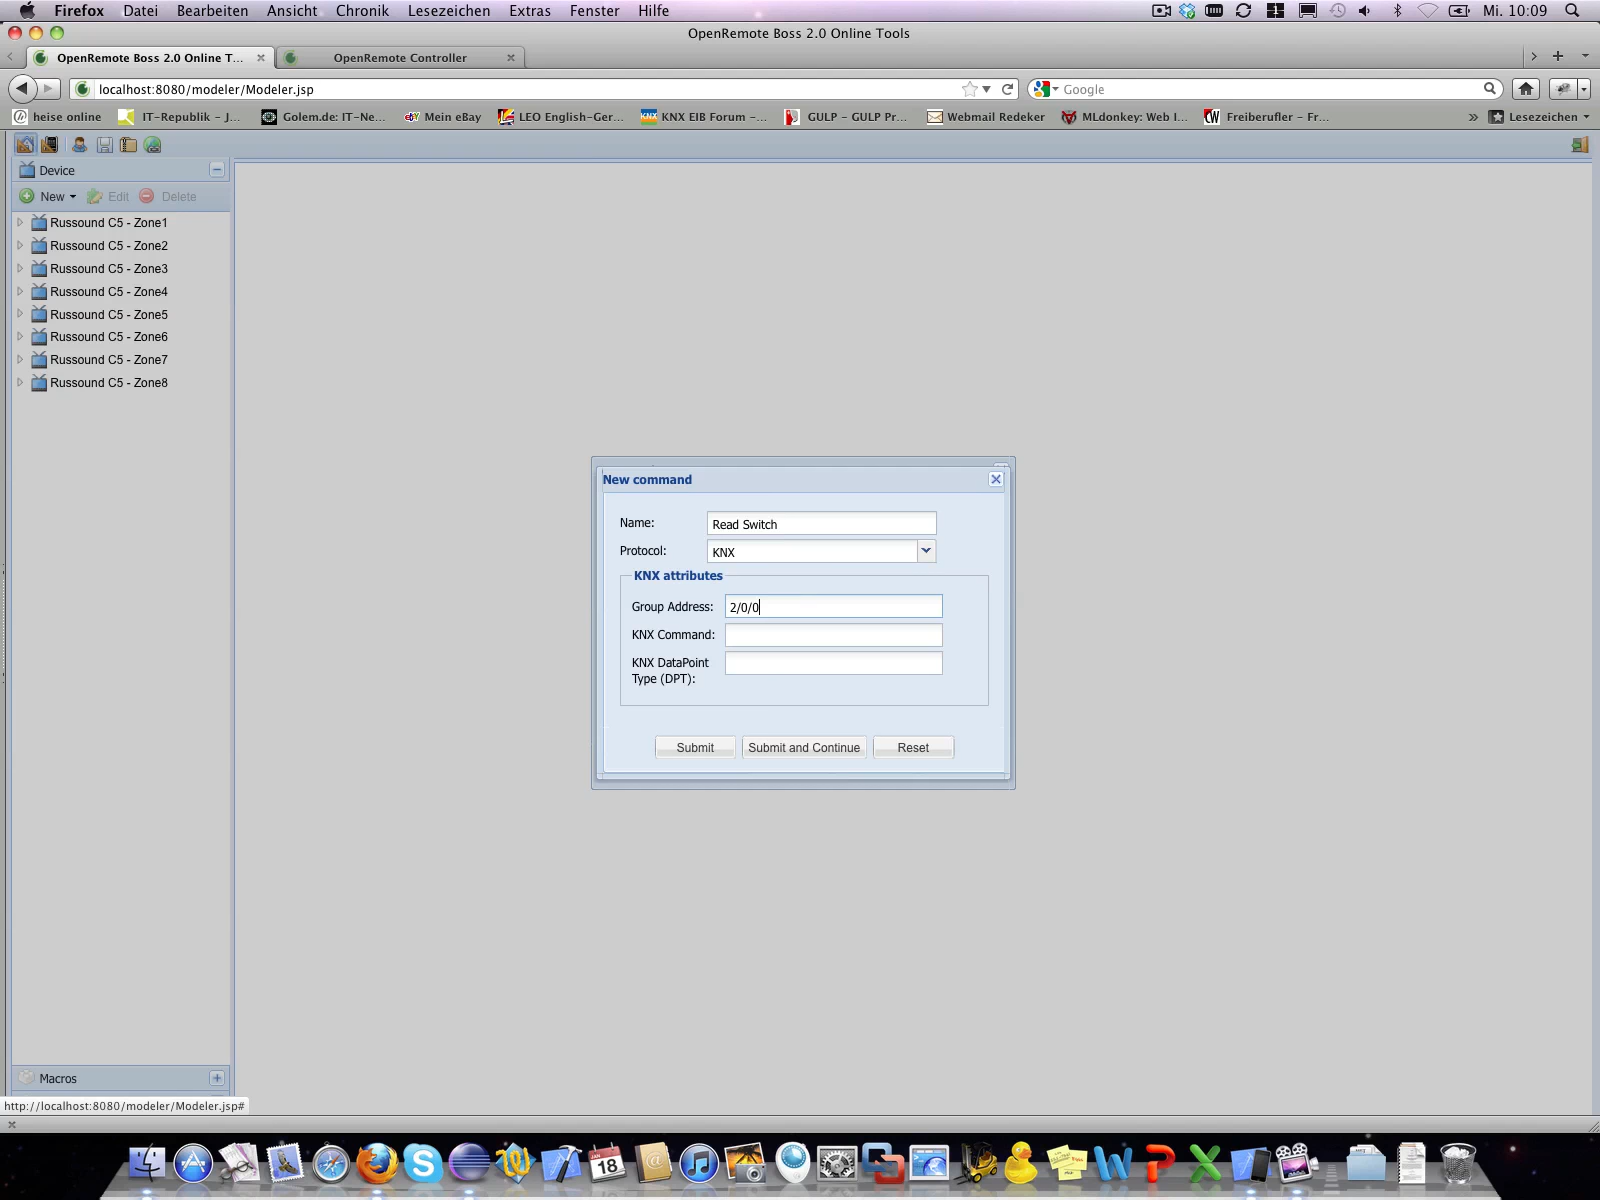 Firefox Datei Bearbeiten Ansicht Chronik Lesezeichen Extras Fenster Hilfe Mi. 10:09
OpenRemote Boss 2.0 Online Tools
OpenRemote Boss 2.0 Online T... OpenRemote Controller
localhost:8080/modeler/Modeler.jsp Google
heise online IT-Republik – J... Golem.de: IT-Ne... Mein eBay LEO English-Ger... KNX EIB Forum –... GULP – GULP Pr... Webmail Redeker MLdonkey: Web I... Freiberufler – Fr... » Lesezeichen
Device
New Edit Delete
Russound C5 - Zone1
Russound C5 - Zone2
Russound C5 - Zone3
Russound C5 - Zone4
Russound C5 - Zone5
Russound C5 - Zone6
Russound C5 - Zone7
Russound C5 - Zone8
New command
Name: Read Switch
Protocol: KNX
KNX attributes
Group Address: 2/0/0
KNX Command:
KNX DataPoint
Type (DPT):
Submit Submit and Continue Reset
Macros
http://localhost:8080/modeler/Modeler.jsp#
18